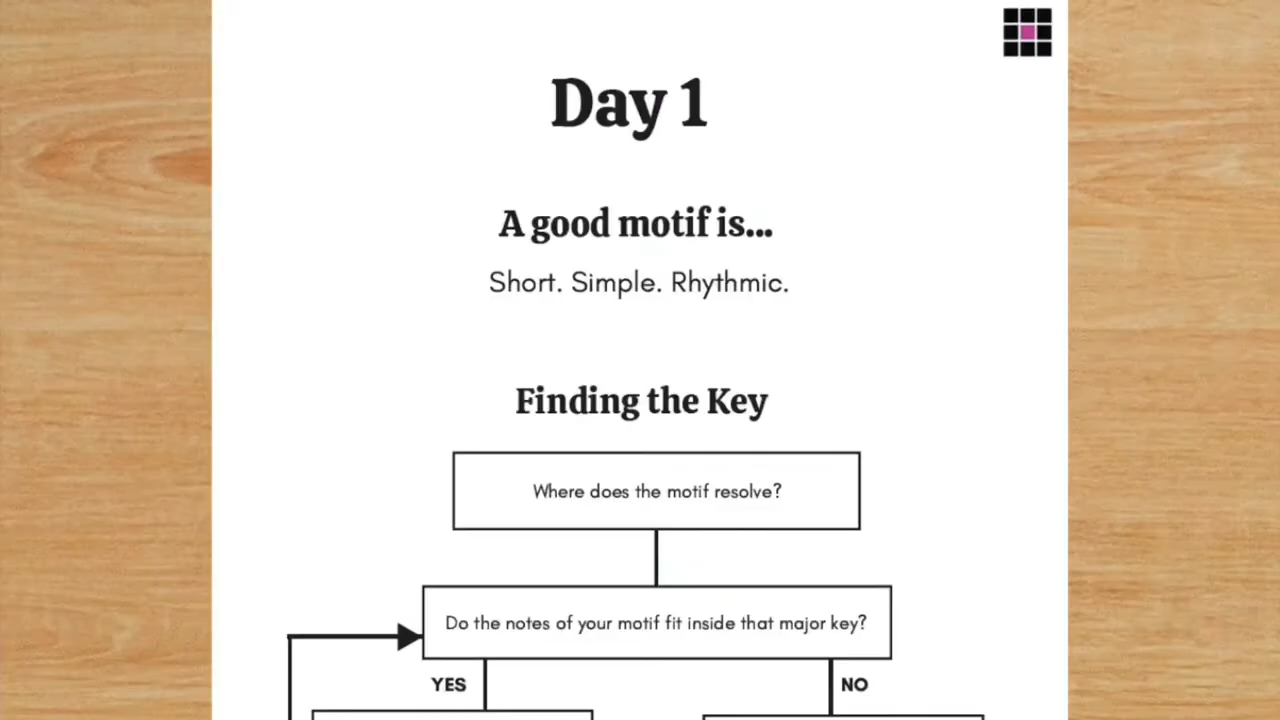 Day 1
A good motif is...
Short. Simple. Rhythmic.
Finding the Key
Where does the motif resolve?
Do the notes of your motif fit inside that major key?
YES
NO